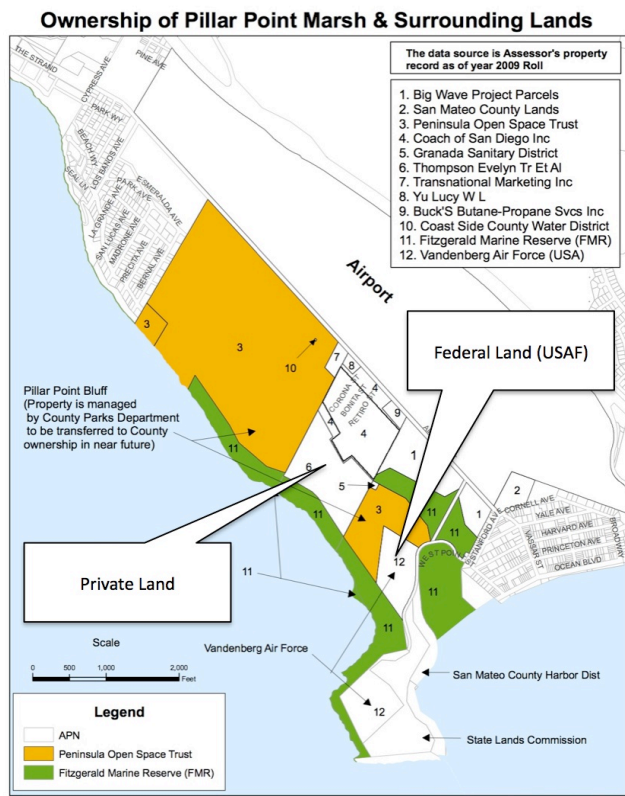 Ownership of Pillar Point Marsh & Surrounding Lands
The data source is Assessor's property
record as of year 2009 Roll
1. Big Wave Project Parcels
2. San Mateo County Lands
3. Peninsula Open Space Trust
4. Coach of San Diego Inc
5. Granada Sanitary District
6. Thompson Evelyn Tr Et Al
7. Transnational Marketing Inc
8. Yu Lucy W L
9. Buck'S Butane-Propane Svcs Inc
10. Coast Side County Water District
11. Fitzgerald Marine Reserve (FMR)
12. Vandenberg Air Force (USA)
THE STRAND
CYPRESS AVE
PINE AVE
PARK WY
BEACH WY
LOS BANOS AVE
SEAL LN
PARK AVE
ESMERALDA AVE
LA GRANDE AVE
SAN LUCAS AVE
MADRONE AVE
PRECITA AVE
BERNAL AVE
Airport
3
3
10
7
8
4
CORONA ST
BONITA ST
RETIRO ST
9
4
4
1
Federal Land (USAF)
Pillar Point Bluff
(Property is managed
by County Parks Department
to be transferred to County
ownership in near future)
11
6
5
11
3
11
1
2
CORNELL AVE
YALE AVE
HARVARD AVE
PRINCETON AVE
OCEAN BLVD
VASSAR ST
BROADWAY
STANFORD AVE
WEST POINT
12
11
Private Land
11
11
Vandenberg Air Force
12
San Mateo County Harbor Dist
State Lands Commission
Scale
0 500 1,000 2,000
Feet
Legend
APN
Peninsula Open Space Trust
Fitzgerald Marine Reserve (FMR)